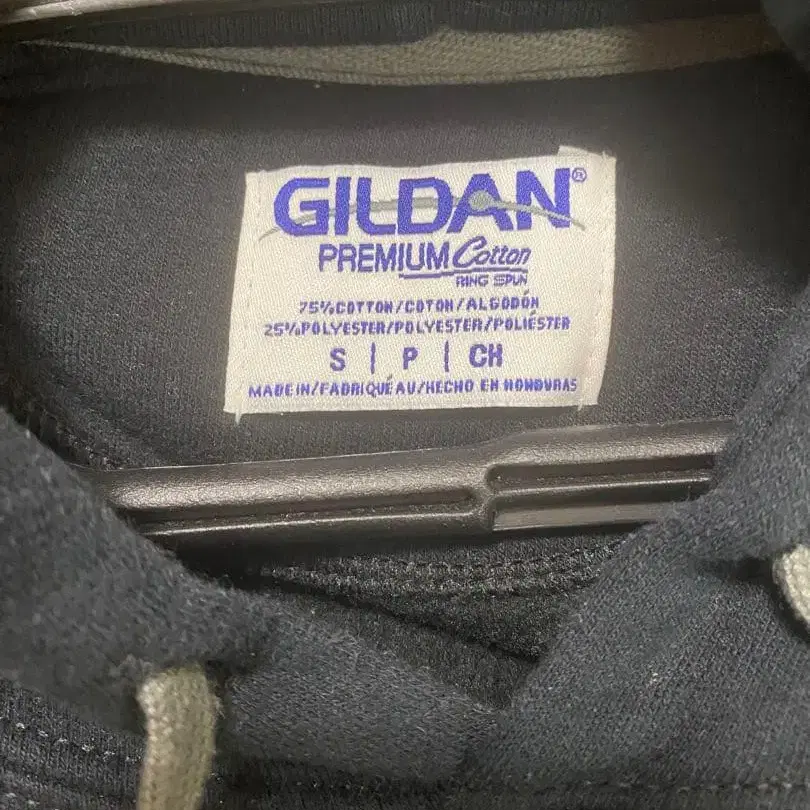 GILDAN®
PREMIUM Cotton
RING SPUN
75% COTTON/COTON/ALGODÓN
25% POLYESTER/POLYESTER/POLIÉSTER
S | P | CH
MADE IN/FABRIQUÉ AU/HECHO EN HONDURAS